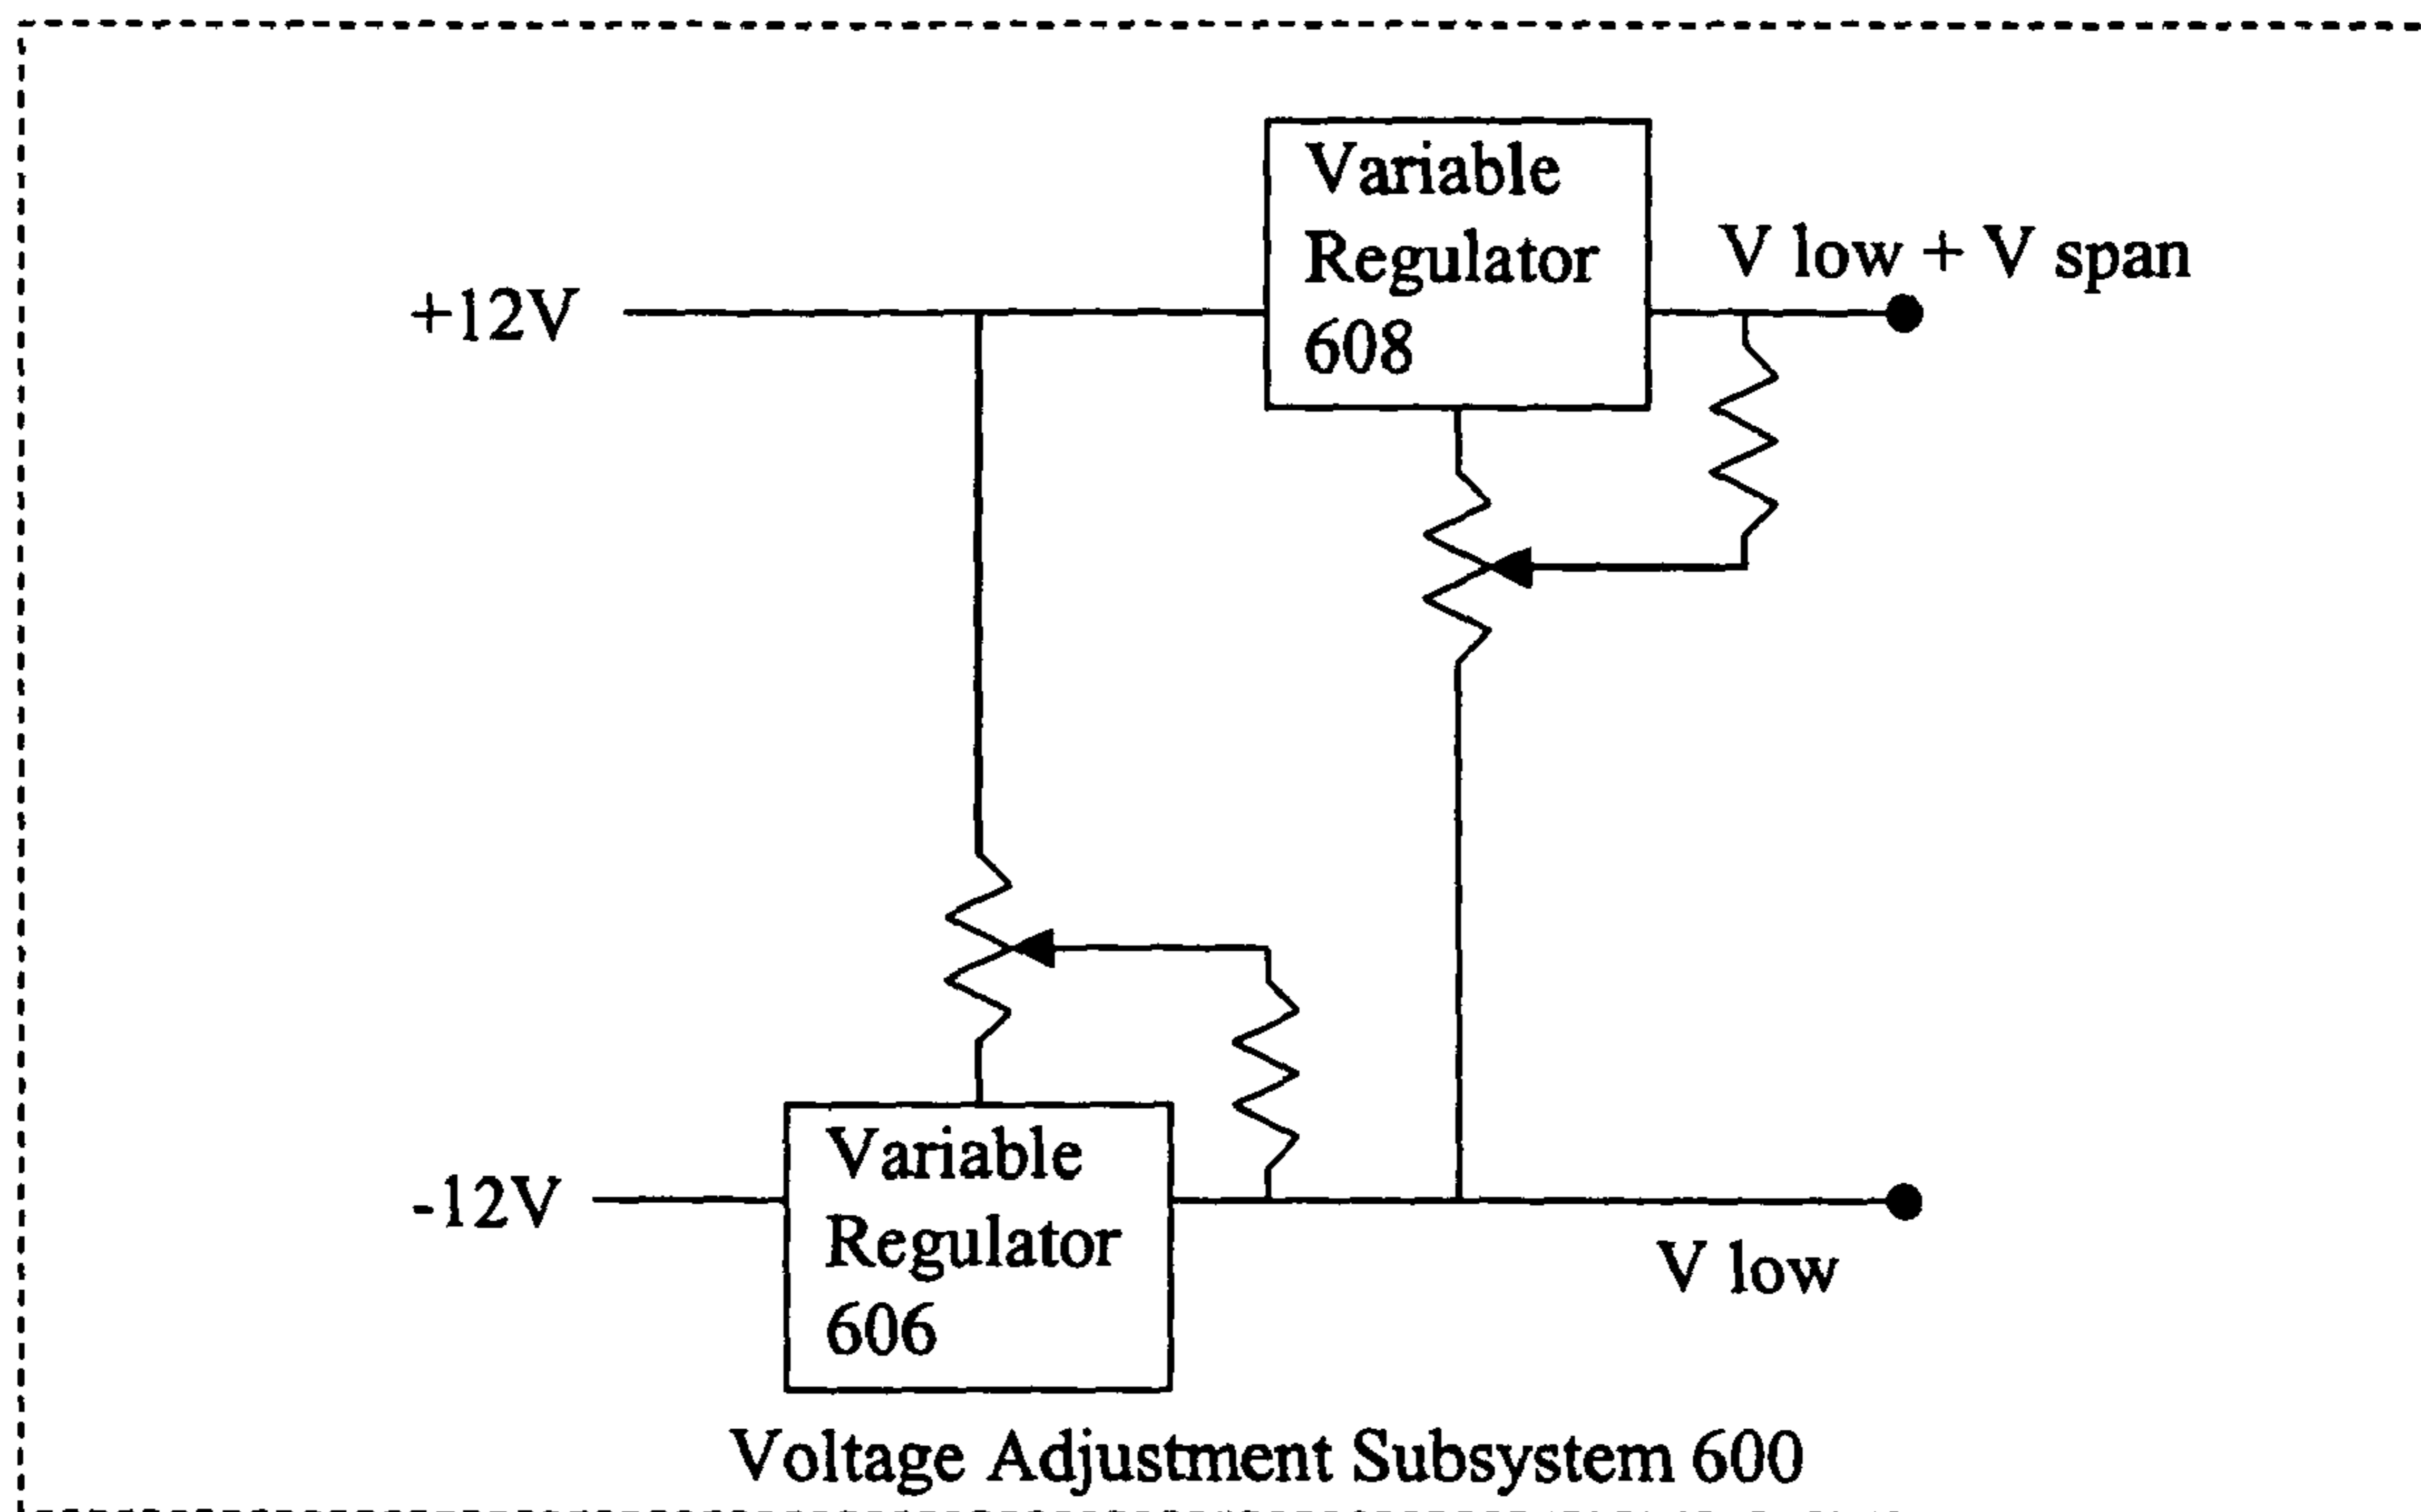 Variable
Regulator
608
V low + V span
+12V
Variable
Regulator
606
-12V
V low
Voltage Adjustment Subsystem 600